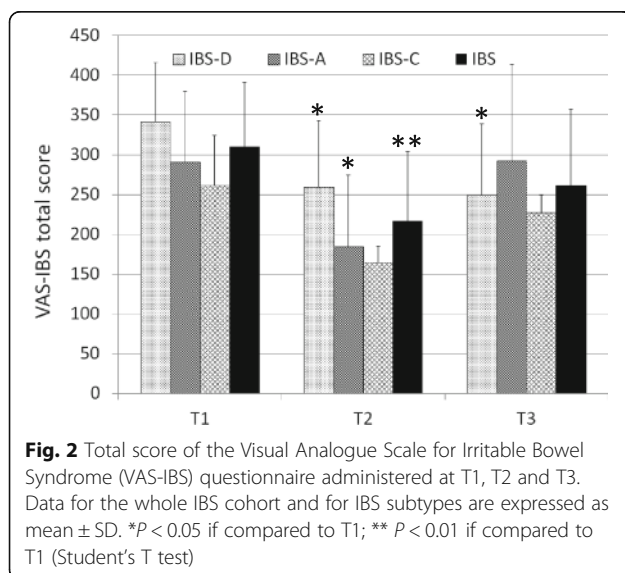 450
IBS-D IBS-A IBS-C IBS
400
350
300
250
200
150
100
50
0
VAS-IBS total score
* * ** *
T1 T2 T3
Fig. 2 Total score of the Visual Analogue Scale for Irritable Bowel
Syndrome (VAS-IBS) questionnaire administered at T1, T2 and T3.
Data for the whole IBS cohort and for IBS subtypes are expressed as
mean ± SD. *P < 0.05 if compared to T1; ** P < 0.01 if compared to
T1 (Student's T test)